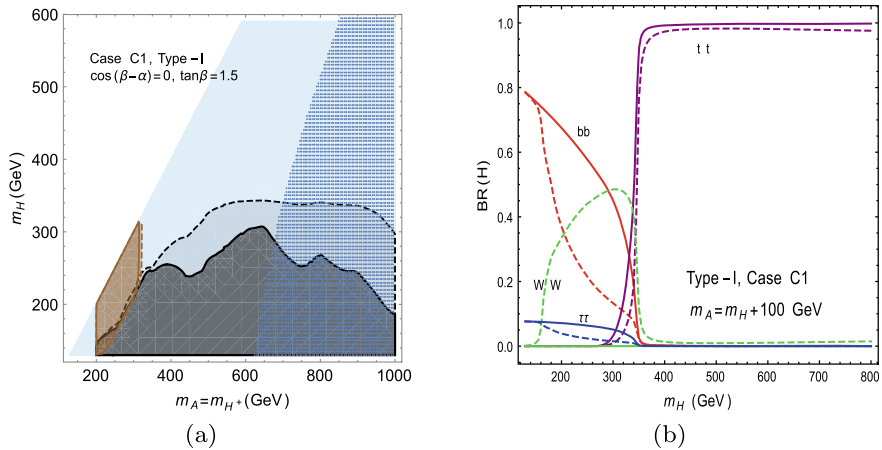 Case C1, Type-I
cos(β-α)=0, tanβ=1.5
600
500
400
300
200
m_H(GeV)
200 400 600 800 1000
m_A=m_H+(GeV)
(a)
1.0
0.8
0.6
0.4
0.2
0.0
BR(H)
t t
bb
W W
ττ
Type-I, Case C1
m_A=m_H+100 GeV
200 300 400 500 600 700 800
m_H (GeV)
(b)